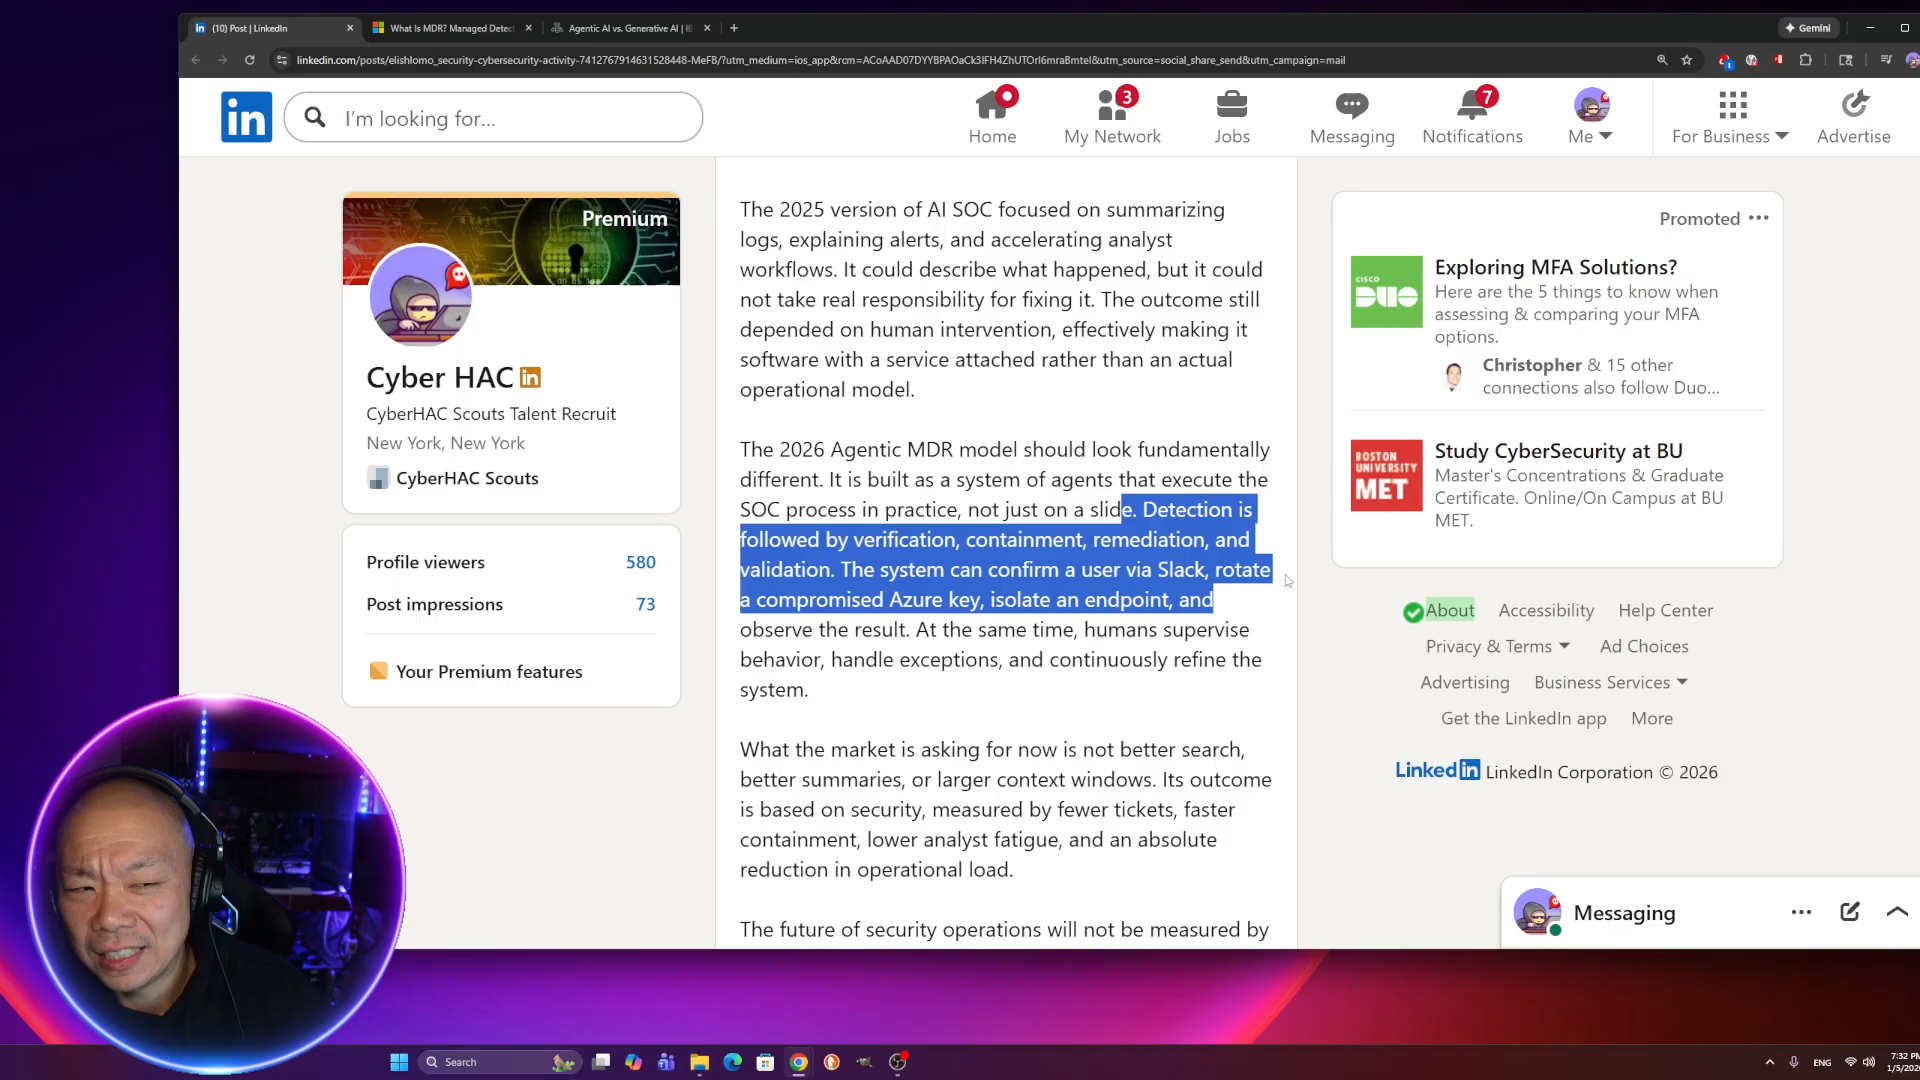 (10) Post | LinkedIn
What Is MDR? Managed Detec
Agentic AI vs. Generative AI | IB
Gemini
linkedin.com/posts/elishlomo_security-cybersecurity-activity-7412767914631528448-MeFB/?utm_medium=ios_app&rcm=ACoAAD07DYYBPAOaCk3IFH4ZhUTOrI6mraBmteI&utm_source=social_share_send&utm_campaign=mail
in
I'm looking for...
Home
3
My Network
Jobs
Messaging
7
Notifications
Me
For Business
Advertise
Premium
Cyber HAC in
CyberHAC Scouts Talent Recruit
New York, New York
CyberHAC Scouts
Profile viewers 580
Post impressions 73
Your Premium features
The 2025 version of AI SOC focused on summarizing
logs, explaining alerts, and accelerating analyst
workflows. It could describe what happened, but it could
not take real responsibility for fixing it. The outcome still
depended on human intervention, effectively making it
software with a service attached rather than an actual
operational model.
The 2026 Agentic MDR model should look fundamentally
different. It is built as a system of agents that execute the
SOC process in practice, not just on a slide. Detection is
followed by verification, containment, remediation, and
validation. The system can confirm a user via Slack, rotate
a compromised Azure key, isolate an endpoint, and
observe the result. At the same time, humans supervise
behavior, handle exceptions, and continuously refine the
system.
What the market is asking for now is not better search,
better summaries, or larger context windows. Its outcome
is based on security, measured by fewer tickets, faster
containment, lower analyst fatigue, and an absolute
reduction in operational load.
The future of security operations will not be measured by
Promoted
CISCO
DUO
Exploring MFA Solutions?
Here are the 5 things to know when
assessing & comparing your MFA
options.
Christopher & 15 other
connections also follow Duo...
BOSTON
UNIVERSITY
MET
Study CyberSecurity at BU
Master's Concentrations & Graduate
Certificate. Online/On Campus at BU
MET.
About Accessibility Help Center
Privacy & Terms Ad Choices
Advertising Business Services
Get the LinkedIn app More
LinkedIn LinkedIn Corporation © 2026
Messaging
Search
ENG
7:32 PM
1/5/2026